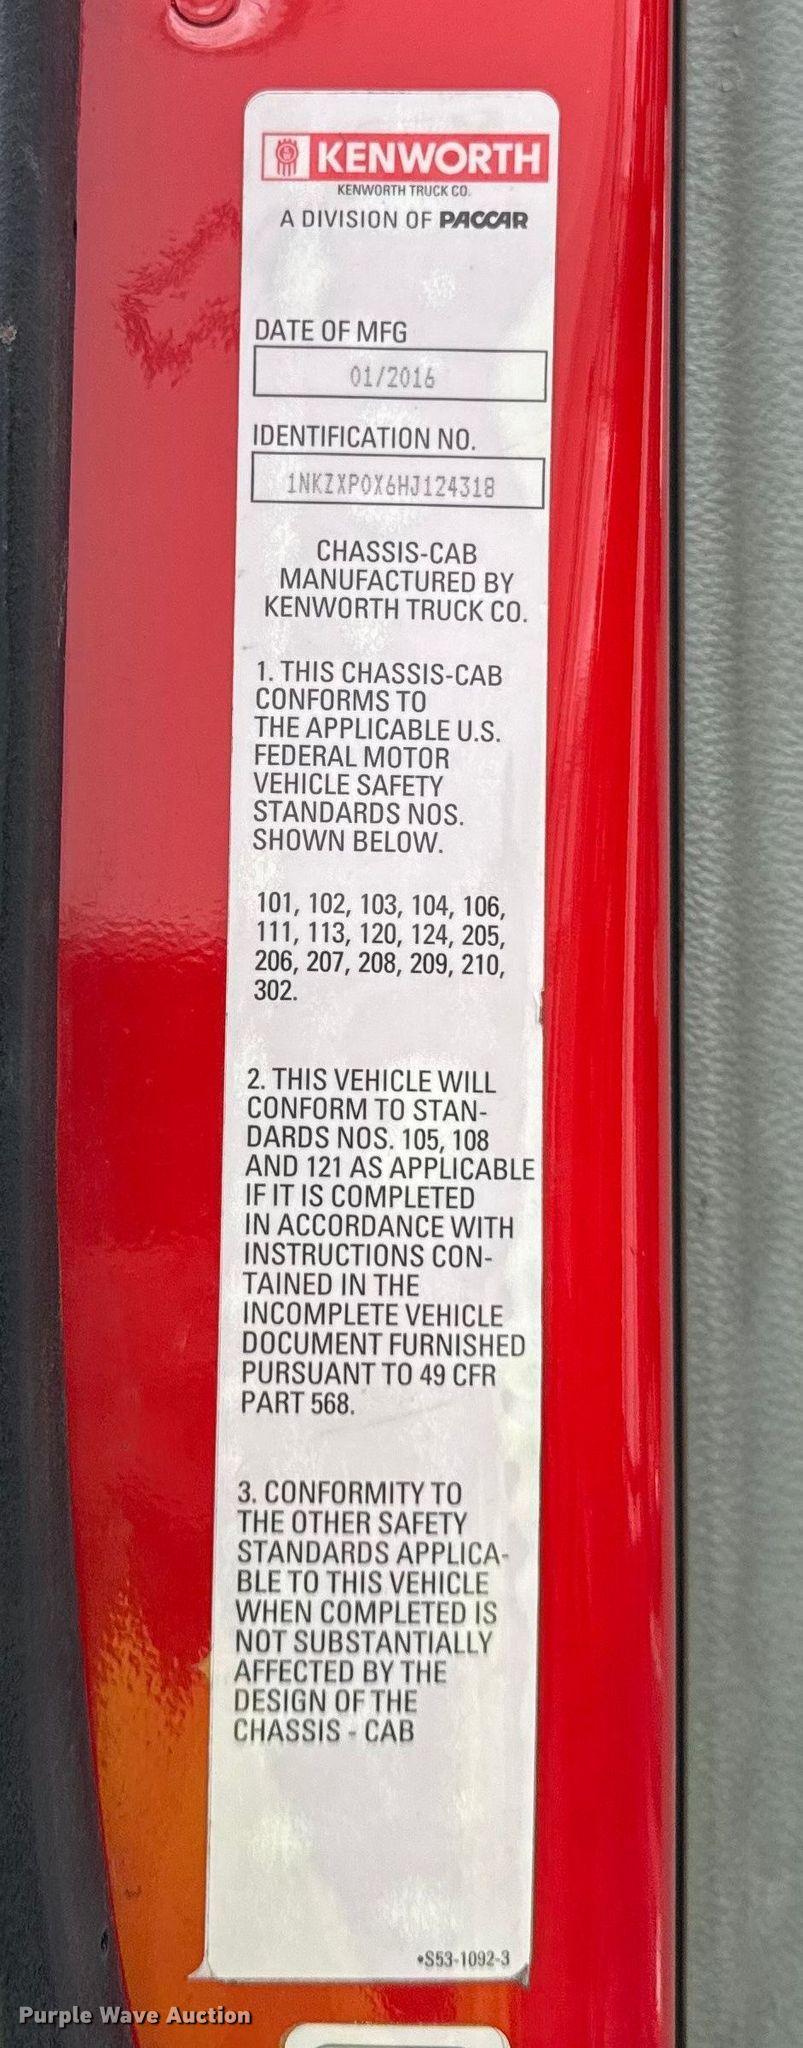 KENWORTH
KENWORTH TRUCK CO.
A DIVISION OF PACCAR
DATE OF MFG
01/2016
IDENTIFICATION NO.
1NKZXP0X6HJ124318
CHASSIS-CAB
MANUFACTURED BY
KENWORTH TRUCK CO.
1. THIS CHASSIS-CAB
CONFORMS TO
THE APPLICABLE U.S.
FEDERAL MOTOR
VEHICLE SAFETY
STANDARDS NOS.
SHOWN BELOW.
101, 102, 103, 104, 106,
111, 113, 120, 124, 205,
206, 207, 208, 209, 210,
302.
2. THIS VEHICLE WILL
CONFORM TO STAN-
DARDS NOS. 105, 108
AND 121 AS APPLICABLE
IF IT IS COMPLETED
IN ACCORDANCE WITH
INSTRUCTIONS CON-
TAINED IN THE
INCOMPLETE VEHICLE
DOCUMENT FURNISHED
PURSUANT TO 49 CFR
PART 568.
3. CONFORMITY TO
THE OTHER SAFETY
STANDARDS APPLICA-
BLE TO THIS VEHICLE
WHEN COMPLETED IS
NOT SUBSTANTIALLY
AFFECTED BY THE
DESIGN OF THE
CHASSIS - CAB
•S53-1092-3
Purple Wave Auction